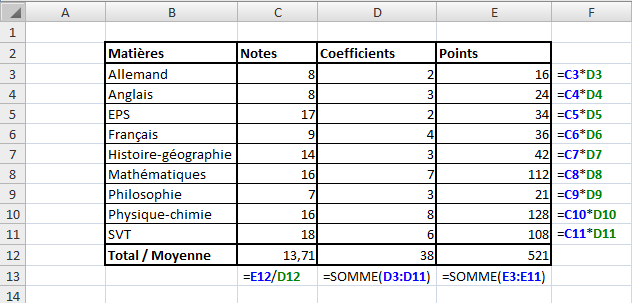 A B C D E F
1
2 Matières Notes Coefficients Points
3 Allemand 8 2 16 =C3*D3
4 Anglais 8 3 24 =C4*D4
5 EPS 17 2 34 =C5*D5
6 Français 9 4 36 =C6*D6
7 Histoire-géographie 14 3 42 =C7*D7
8 Mathématiques 16 7 112 =C8*D8
9 Philosophie 7 3 21 =C9*D9
10 Physique-chimie 16 8 128 =C10*D10
11 SVT 18 6 108 =C11*D11
12 Total / Moyenne 13,71 38 521
13 =E12/D12 =SOMME(D3:D11) =SOMME(E3:E11)
14